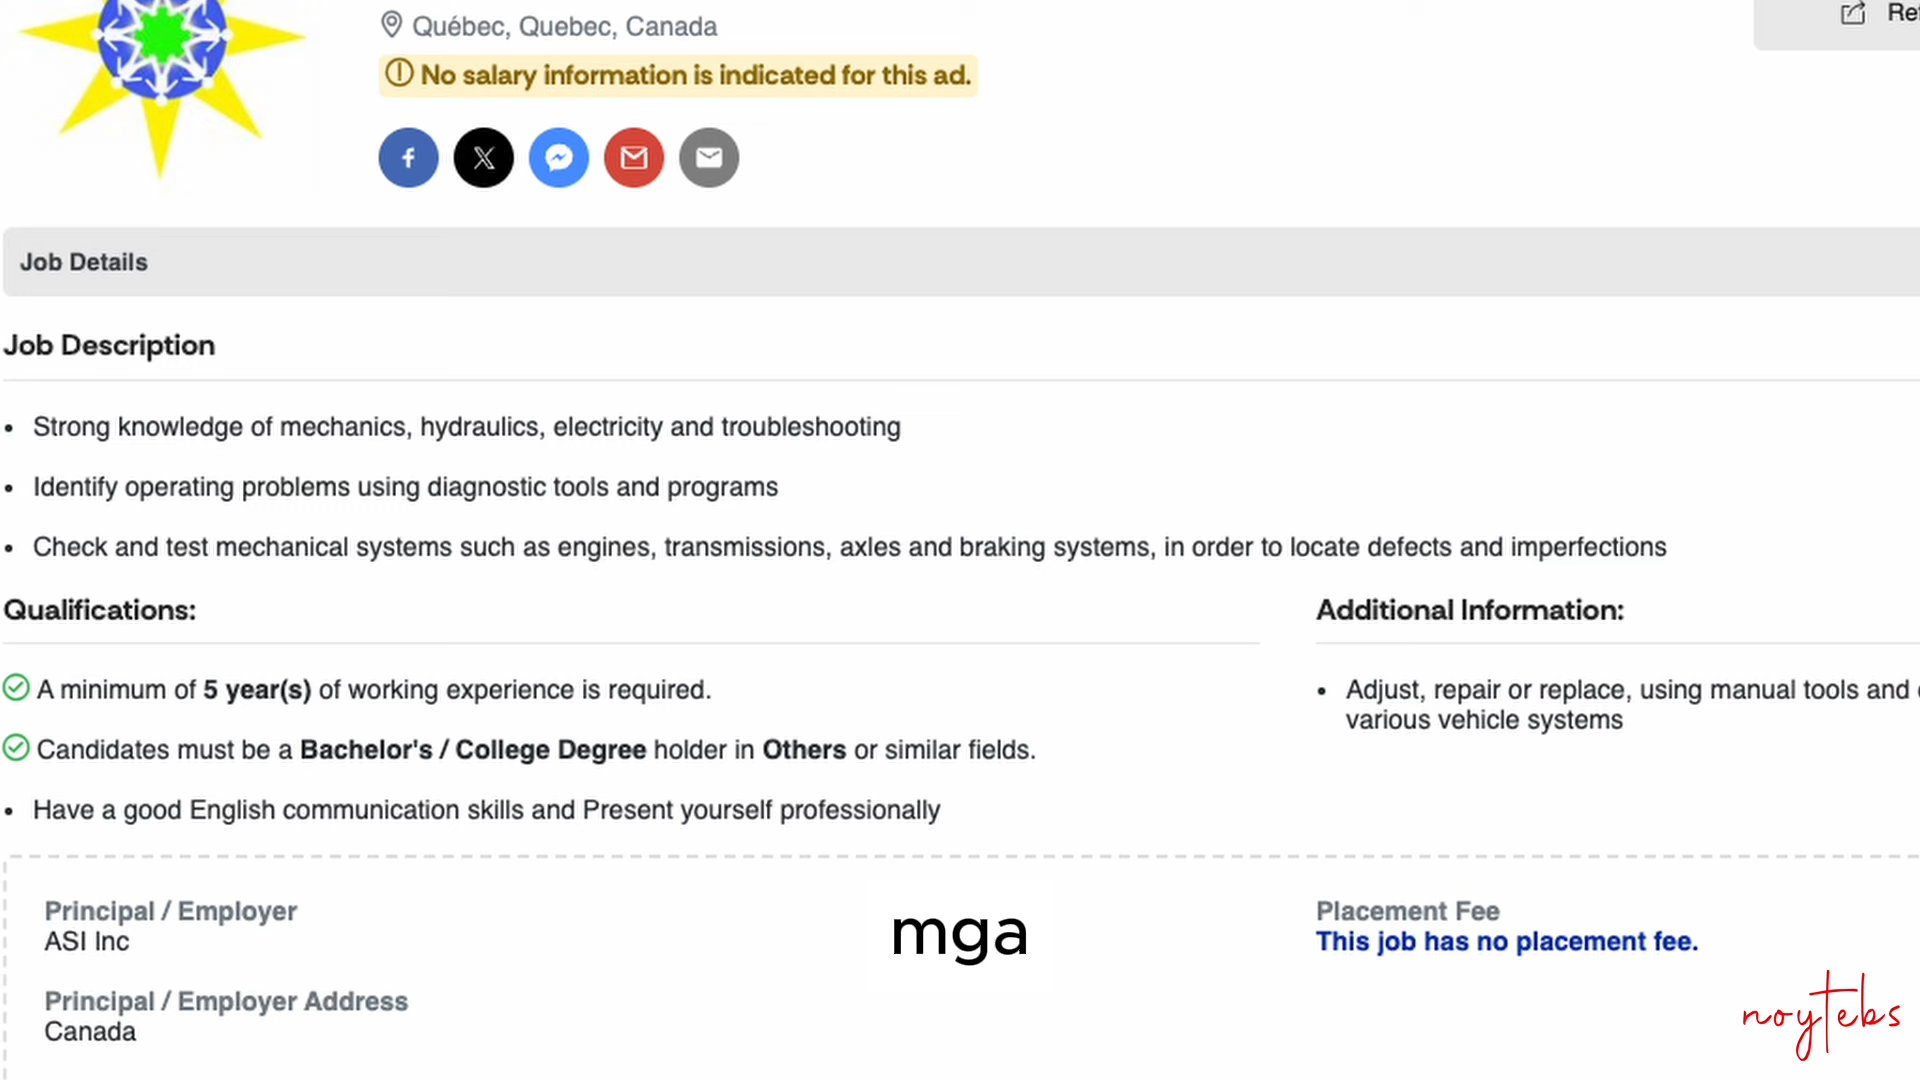 Québec, Quebec, Canada
No salary information is indicated for this ad.
Job Details
Job Description
• Strong knowledge of mechanics, hydraulics, electricity and troubleshooting
• Identify operating problems using diagnostic tools and programs
• Check and test mechanical systems such as engines, transmissions, axles and braking systems, in order to locate defects and imperfections
Qualifications:
A minimum of 5 year(s) of working experience is required.
Candidates must be a Bachelor's / College Degree holder in Others or similar fields.
• Have a good English communication skills and Present yourself professionally
Additional Information:
• Adjust, repair or replace, using manual tools and
various vehicle systems
Principal / Employer
ASI Inc
Principal / Employer Address
Canada
mga
Placement Fee
This job has no placement fee.
noytebs